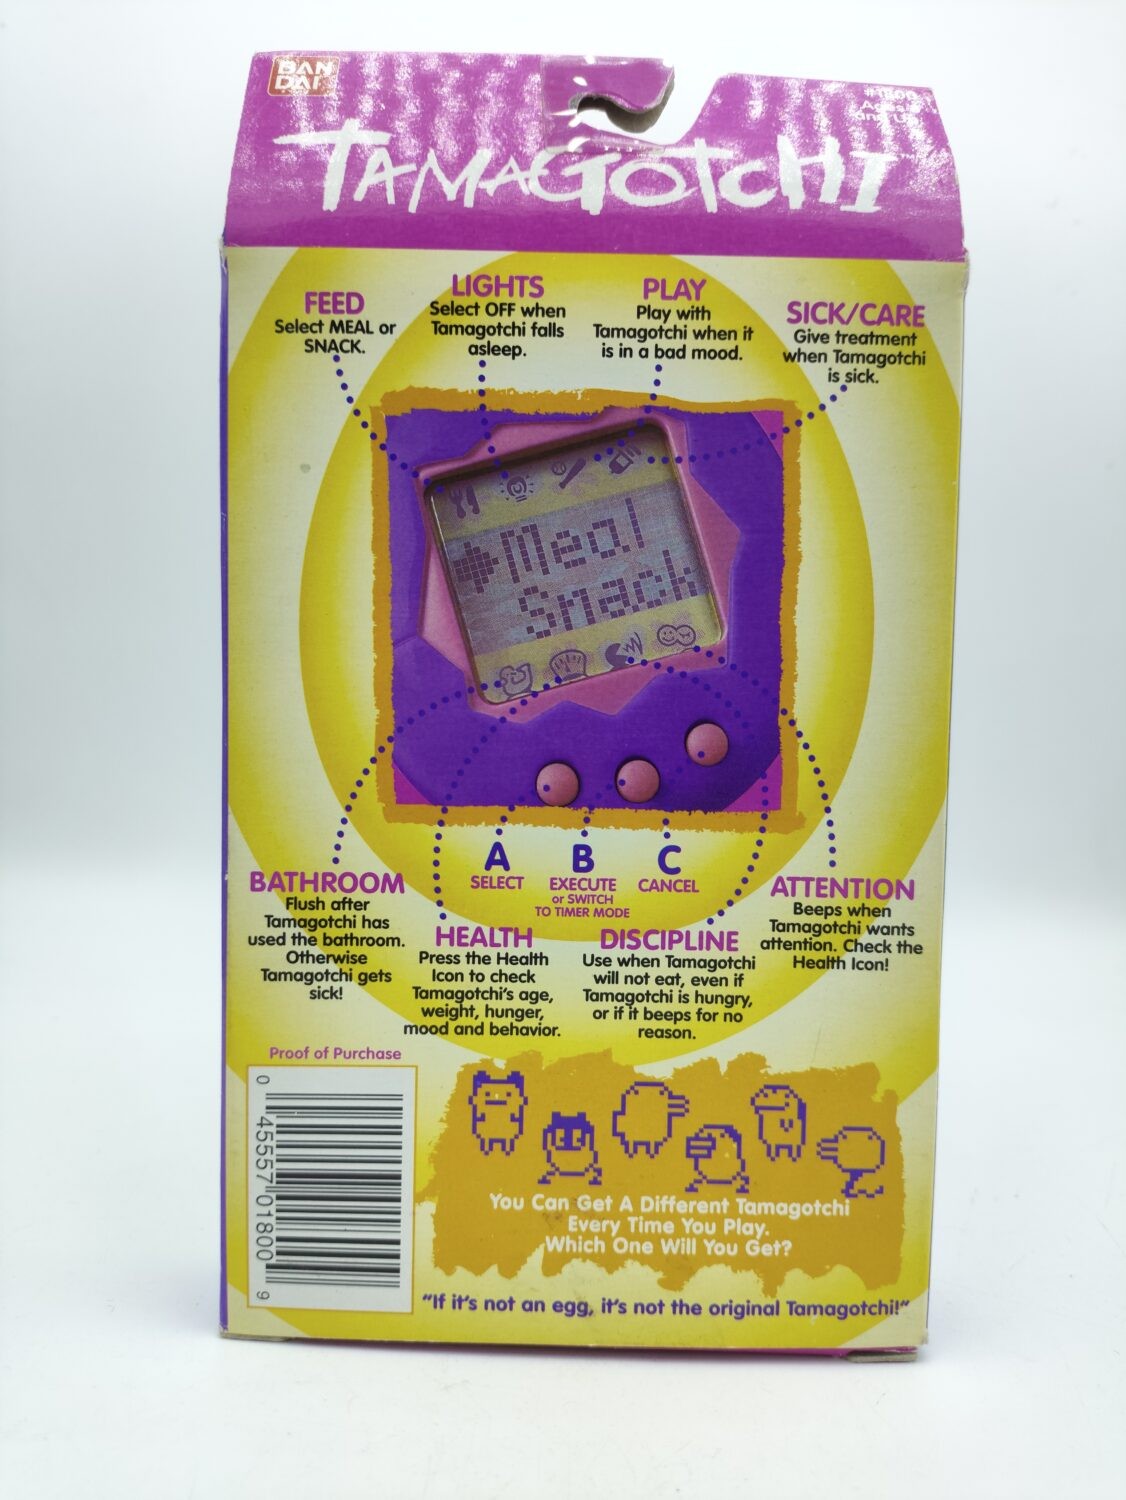 BAN
DAI
#1800
TAMAGOTCHI
FEED
Select MEAL or
SNACK.
LIGHTS
Select OFF when
Tamagotchi falls
asleep.
PLAY
Play with
Tamagotchi when it
is in a bad mood.
SICK/CARE
Give treatment
when Tamagotchi
is sick.
Meal
Snack
A
SELECT
B
EXECUTE
or SWITCH
TO TIMER MODE
C
CANCEL
BATHROOM
Flush after
Tamagotchi has
used the bathroom.
Otherwise
Tamagotchi gets
sick!
HEALTH
Press the Health
Icon to check
Tamagotchi's age,
weight, hunger,
mood and behavior.
DISCIPLINE
Use when Tamagotchi
will not eat, even if
Tamagotchi is hungry,
or if it beeps for no
reason.
ATTENTION
Beeps when
Tamagotchi wants
attention. Check the
Health Icon!
Proof of Purchase
0 45557 01800 9
You Can Get A Different Tamagotchi
Every Time You Play.
Which One Will You Get?
"If it's not an egg, it's not the original Tamagotchi!"